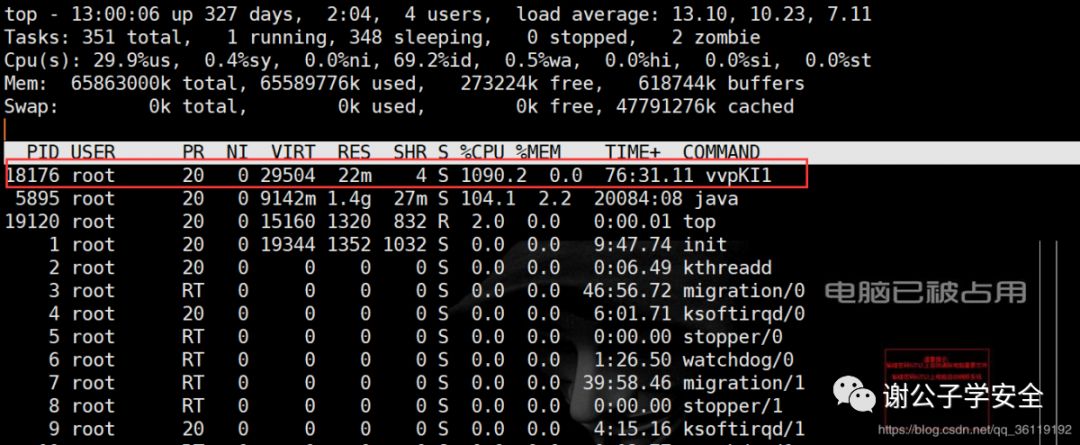 top - 13:00:06 up 327 days,  2:04,  4 users,  load average: 13.10, 10.23, 7.11
Tasks: 351 total,   1 running, 348 sleeping,   0 stopped,   2 zombie
Cpu(s): 29.9%us,  0.4%sy,  0.0%ni, 69.2%id,  0.5%wa,  0.0%hi,  0.0%si,  0.0%st
Mem:  65863000k total, 65589776k used,   273224k free,   618744k buffers
Swap:        0k total,        0k used,        0k free, 47791276k cached
PID USER      PR  NI  VIRT  RES  SHR S %CPU %MEM    TIME+  COMMAND
18176 root      20   0 29504  22m    4 S 1090.2  0.0  76:31.11 vvpKI1
5895 root      20   0 9142m 1.4g  27m S 104.1  2.2  20084:08 java
19120 root      20   0 15160 1320  832 R  2.0  0.0   0:00.01 top
1 root      20   0 19344 1352 1032 S  0.0  0.0   9:47.74 init
2 root      20   0     0    0    0 S  0.0  0.0   0:06.49 kthreadd
3 root      RT   0     0    0    0 S  0.0  0.0  46:56.72 migration/0
电脑已被占用
4 root      20   0     0    0    0 S  0.0  0.0   6:01.71 ksoftirqd/0
5 root      RT   0     0    0    0 S  0.0  0.0   0:00.00 stopper/0
6 root      RT   0     0    0    0 S  0.0  0.0   1:26.50 watchdog/0
7 root      RT   0     0    0    0 S  0.0  0.0  39:58.46 migration/1
8 root      RT   0     0    0    0 S  0.0  0.0   0:00.00 stopper/1
谢公子学安全
9 root      20   0     0    0    0 S  0.0  0.0   4:15.16 ksoftirqd/1
https://blog.csdn.net/qq_36119192